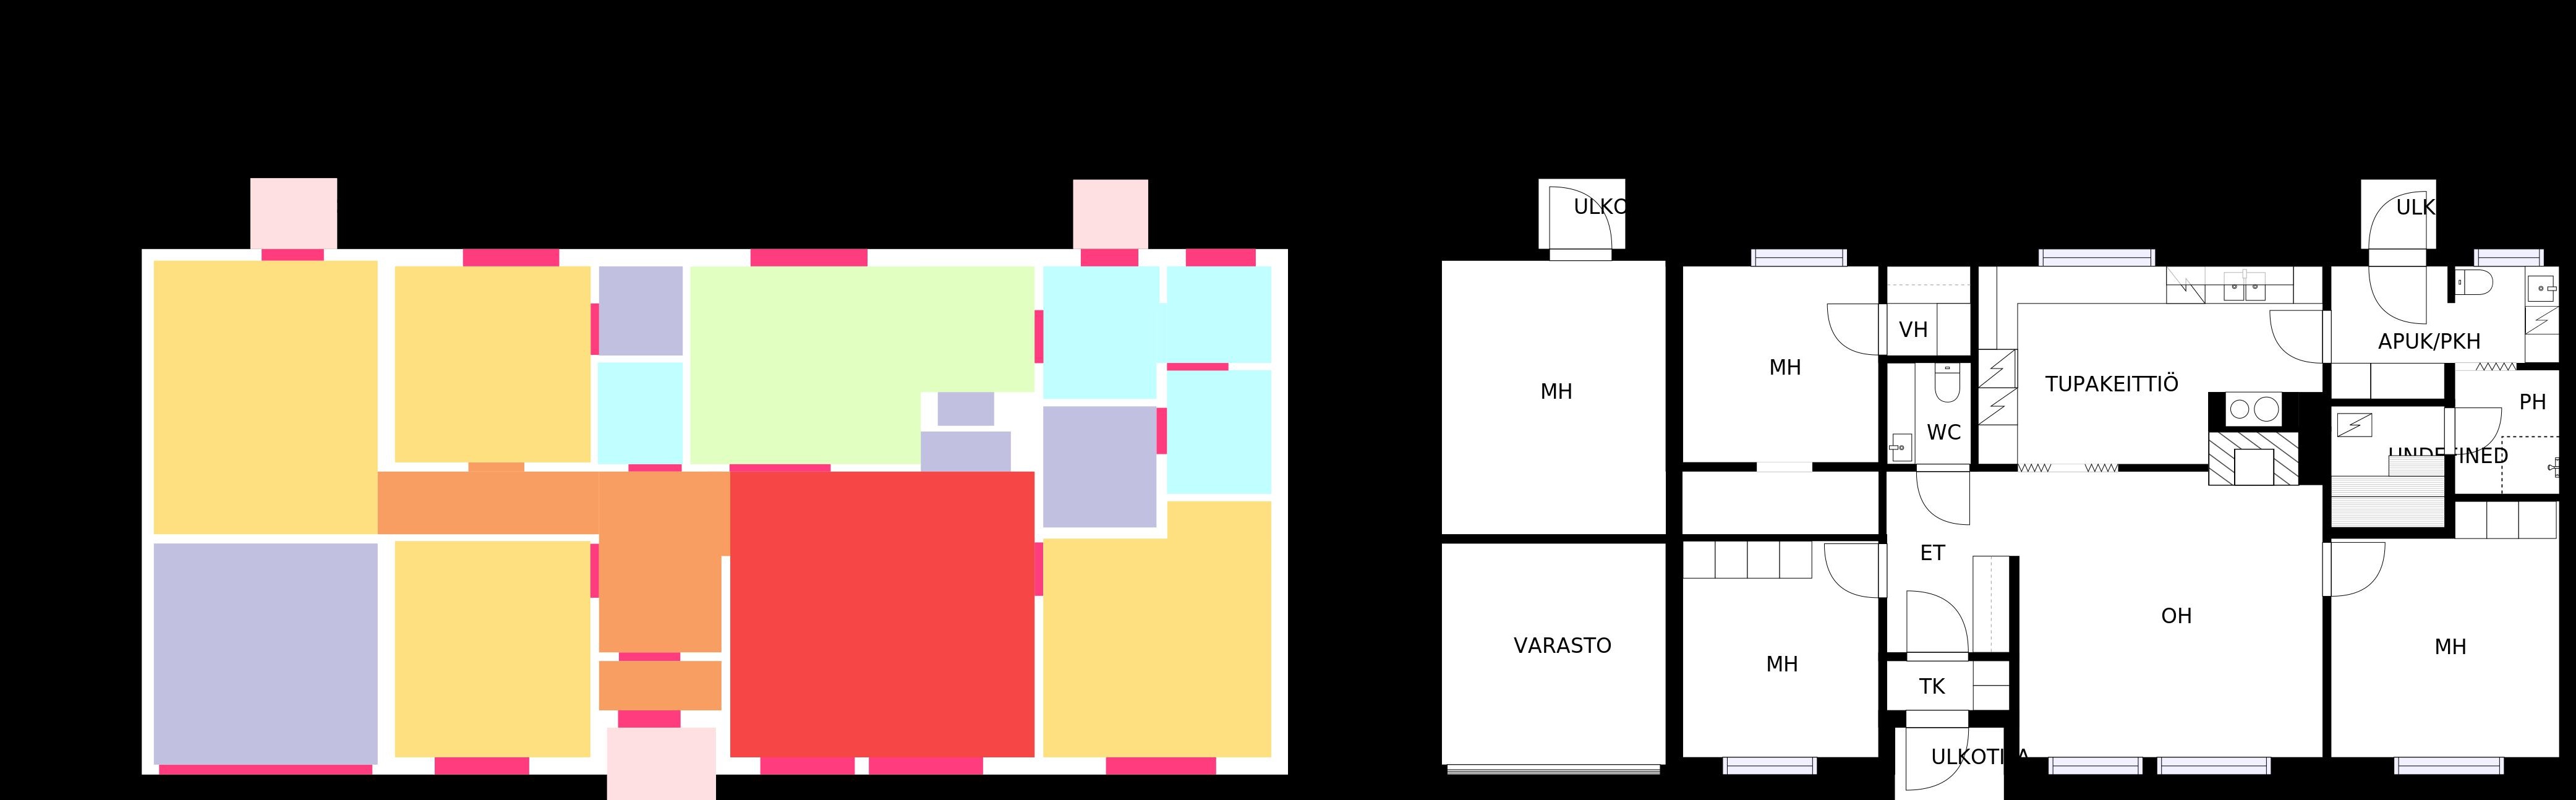 ULKO
ULK
VH
APUK/PKH
MH
MH
TUPAKEITTIÖ
PH
WC
UNDEFINED
ET
OH
VARASTO
MH
MH
TK
ULKOTILA